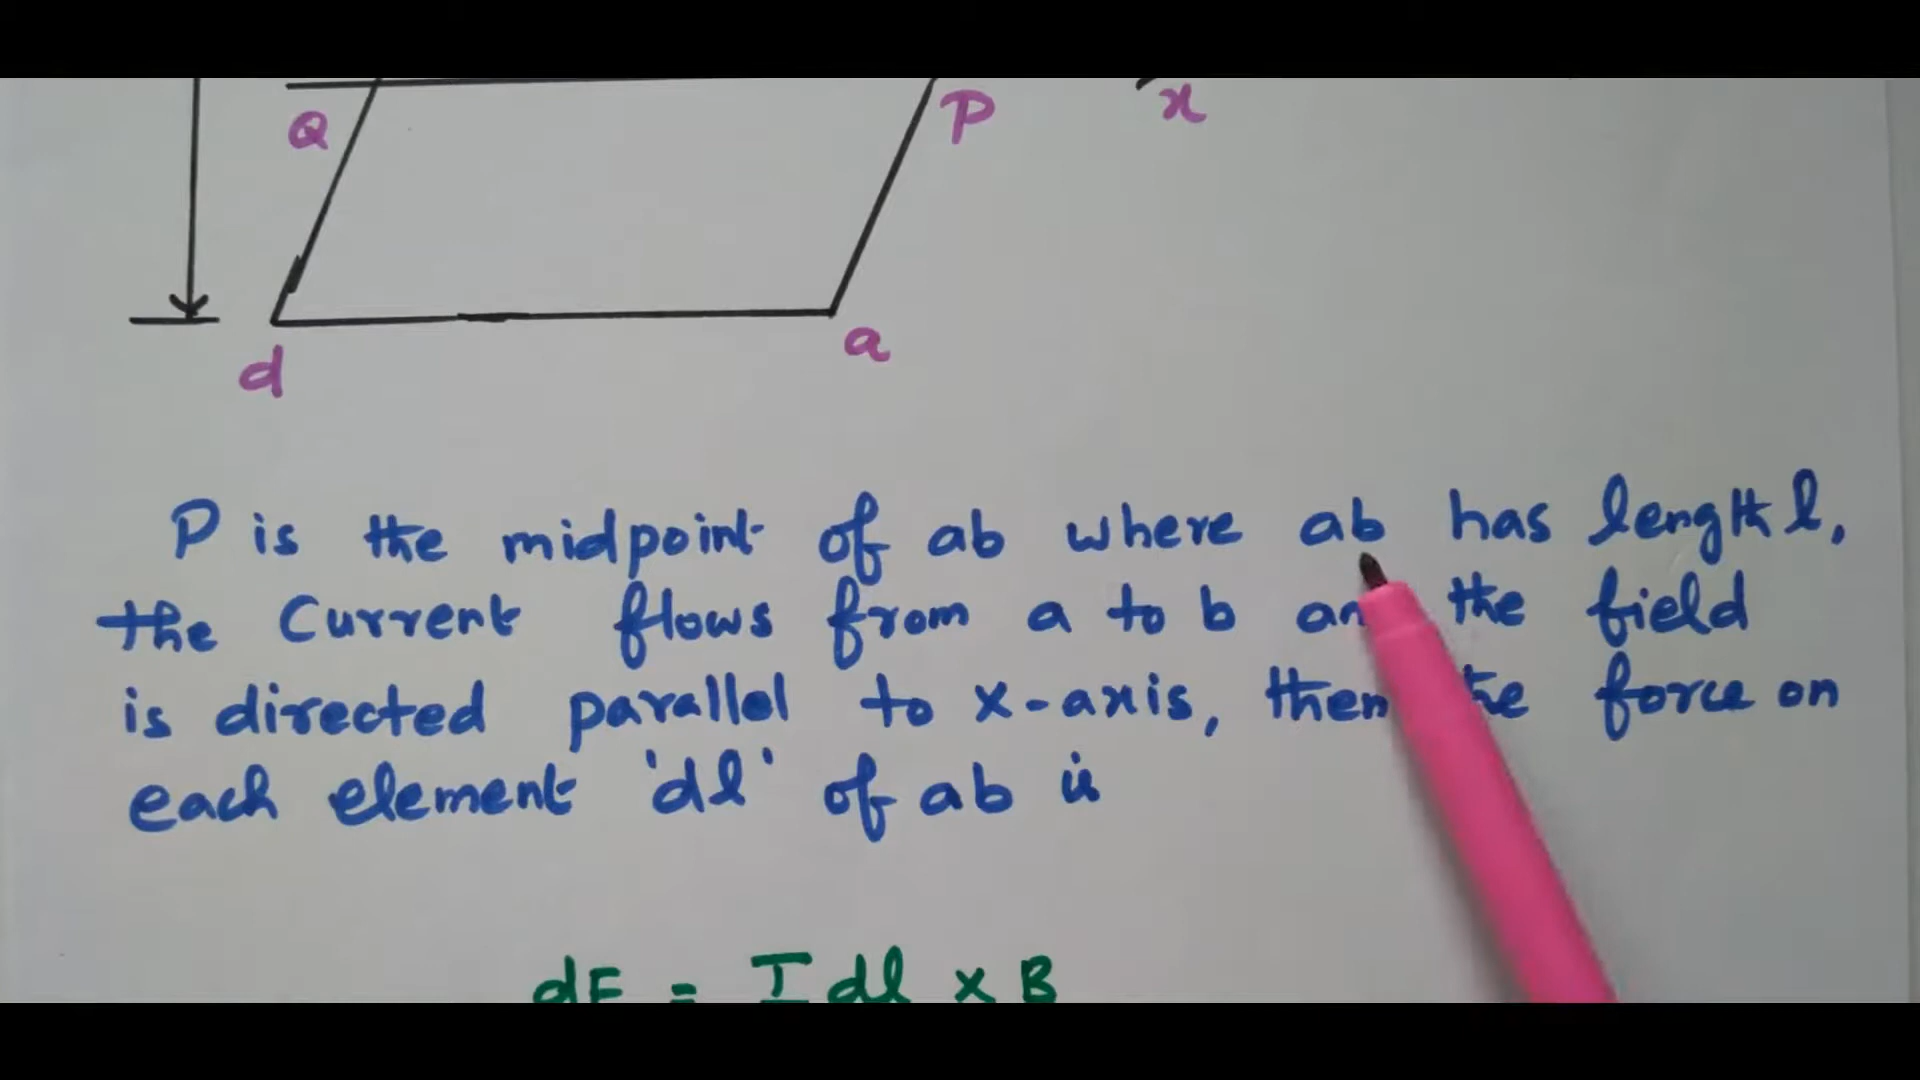 Q
P
x
d
a
P is the midpoint of ab where ab has length l,
the Current flows from a to b the field
is directed parallel to x-axis, then the force on
each element 'dl' of ab is
dF = I dl × B